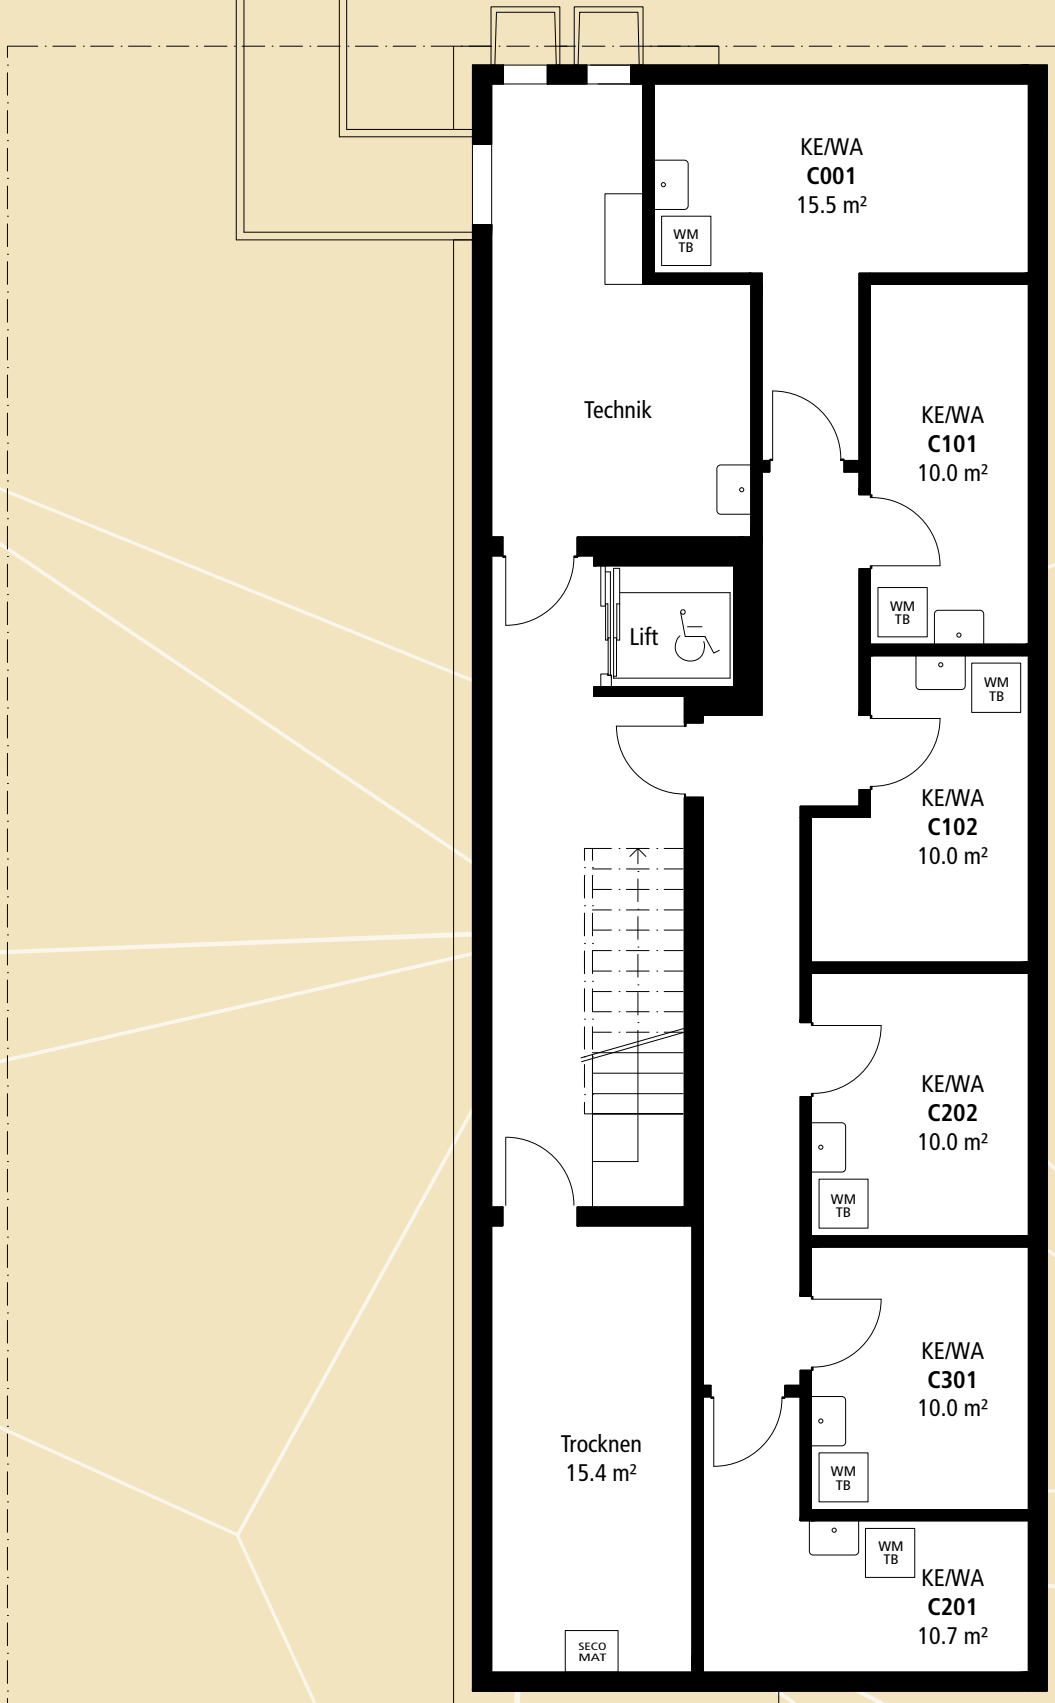 KE/WA
C001
15.5 m²
WM
TB
Technik
KE/WA
C101
10.0 m²
WM
TB
Lift
WM
TB
KE/WA
C102
10.0 m²
KE/WA
C202
10.0 m²
WM
TB
KE/WA
C301
10.0 m²
WM
TB
Trocknen
15.4 m²
WM
TB
KE/WA
C201
10.7 m²
SECO
MAT